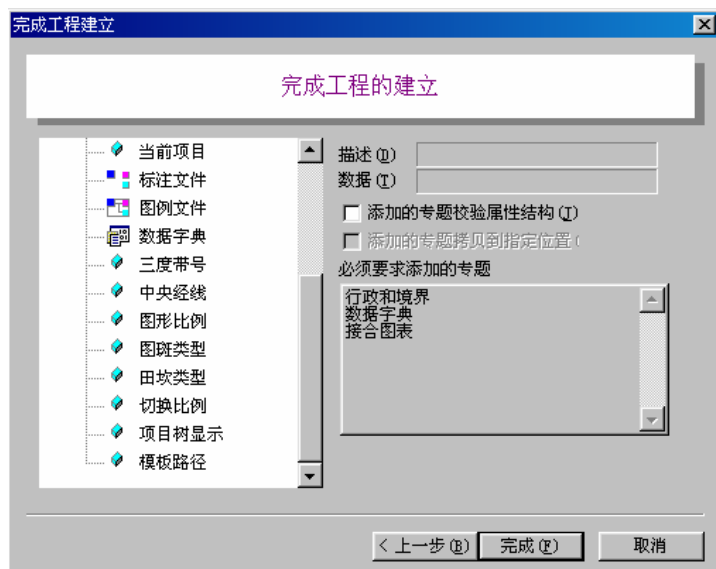 完成工程建立
完成工程的建立
当前项目
标注文件
图例文件
数据字典
三度带号
中央经线
图形比例
图斑类型
田坎类型
切换比例
项目树显示
模板路径
描述(D)
数据(T)
添加的专题校验属性结构(J)
添加的专题拷贝到指定位置(
必须要求添加的专题
行政和境界
数据字典
接合图表
< 上一步(B)
完成(F)
取消